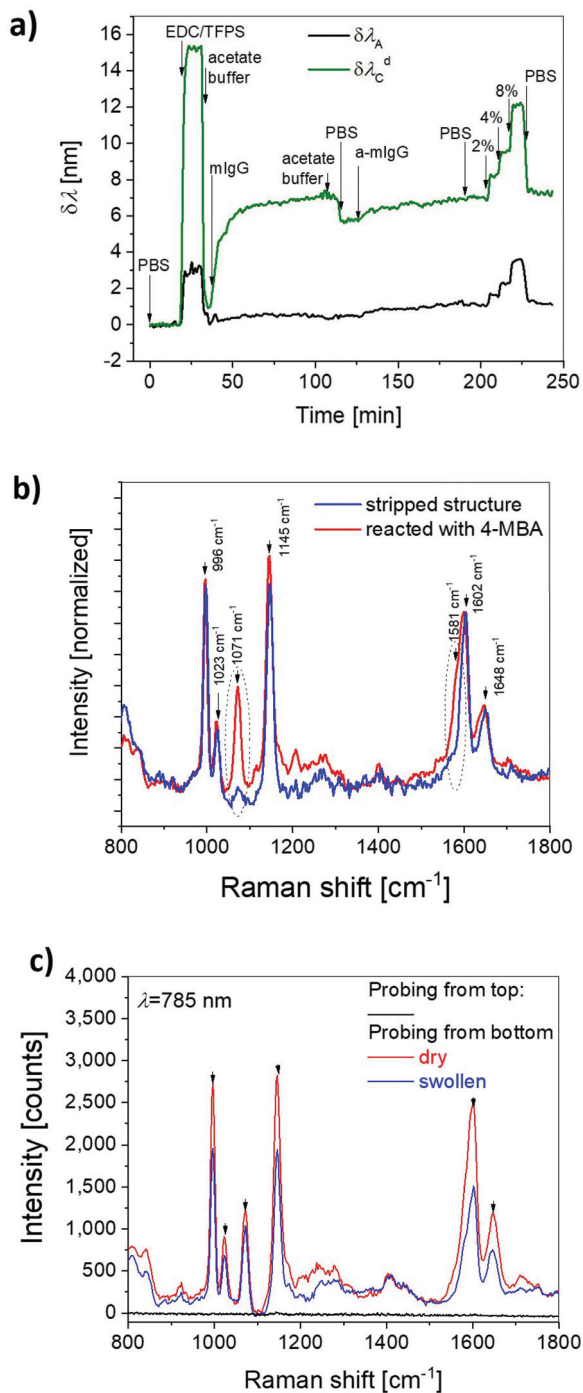 a)
δλA
δλCd
EDC/TFPS
acetate
buffer
mIgG
PBS
acetate
buffer
PBS
a-mIgG
PBS
2%
4%
8%
PBS
16
14
12
10
8
6
4
2
0
-2
δλ [nm]
0
50
100
150
200
250
Time [min]
b)
stripped structure
reacted with 4-MBA
996 cm-1
1023 cm-1
1071 cm-1
1145 cm-1
1581 cm-1
1602 cm-1
1648 cm-1
Intensity [normalized]
800
1000
1200
1400
1600
1800
Raman shift [cm-1]
c)
λ=785 nm
Probing from top:
Probing from bottom
dry
swollen
4,000
3,500
3,000
2,500
2,000
1,500
1,000
500
0
Intensity [counts]
800
1000
1200
1400
1600
1800
Raman shift [cm-1]